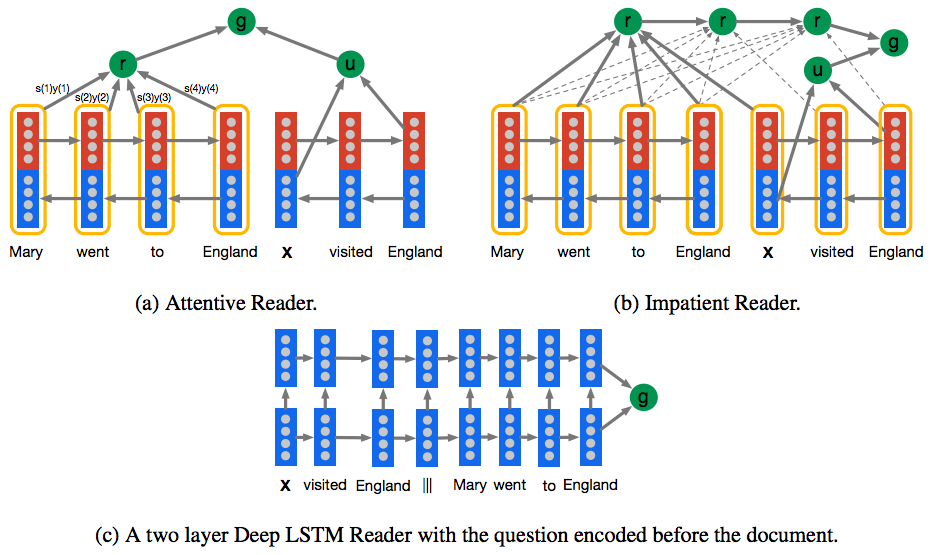 g
r
u
s(1)y(1) s(2)y(2) s(3)y(3) s(4)y(4)
Mary went to England X visited England
(a) Attentive Reader.
r r r
g
u
Mary went to England X visited England
(b) Impatient Reader.
g
X visited England ||| Mary went to England
(c) A two layer Deep LSTM Reader with the question encoded before the document.